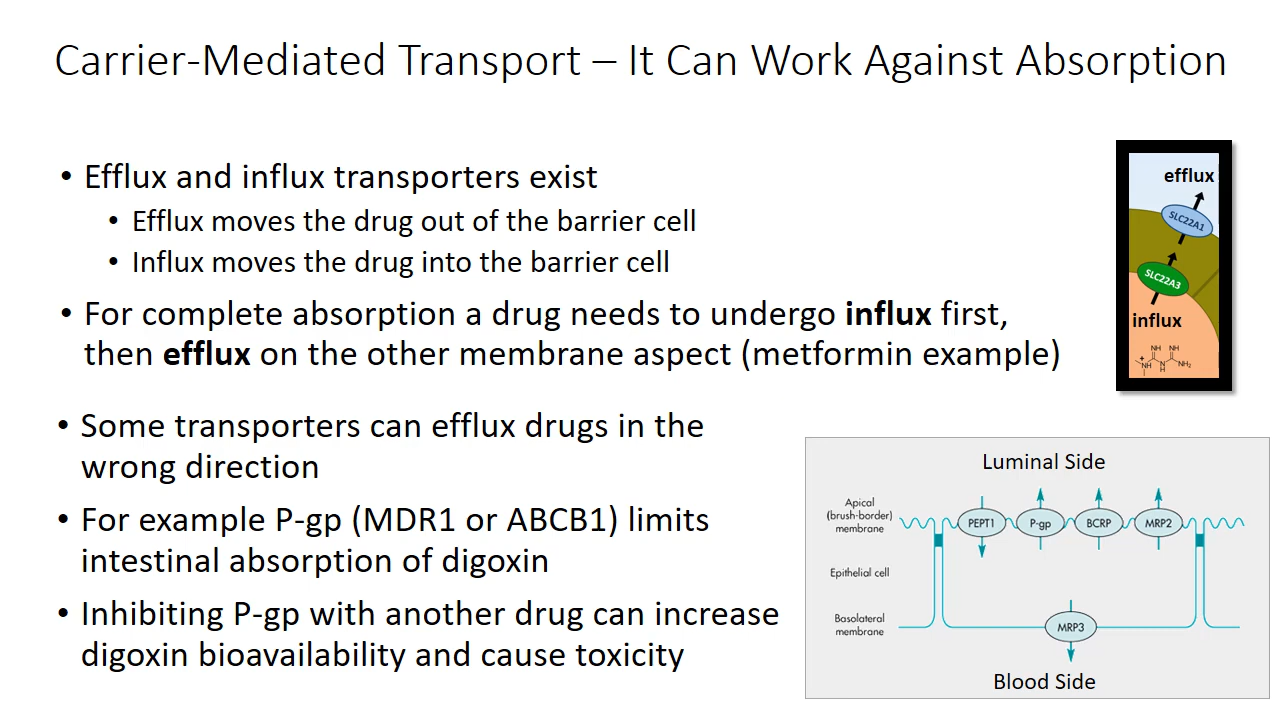 Carrier-Mediated Transport – It Can Work Against Absorption
• Efflux and influx transporters exist
• Efflux moves the drug out of the barrier cell
• Influx moves the drug into the barrier cell
• For complete absorption a drug needs to undergo influx first,
then efflux on the other membrane aspect (metformin example)
efflux
SLC22A1
SLC22A3
influx
NH NH
+
NH N NH₂
H
• Some transporters can efflux drugs in the
wrong direction
• For example P-gp (MDR1 or ABCB1) limits
intestinal absorption of digoxin
• Inhibiting P-gp with another drug can increase
digoxin bioavailability and cause toxicity
Luminal Side
Apical
(brush-border)
membrane
PEPT1 P-gp BCRP MRP2
Epithelial cell
Basolateral
membrane
MRP3
Blood Side